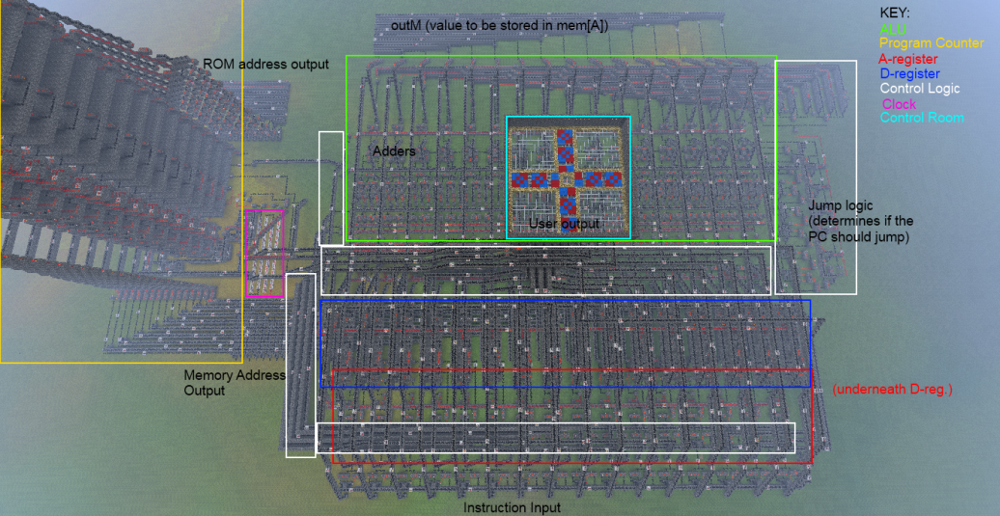 outM (value to be stored in mem[A])
KEY:
ALU
Program Counter
A-register
D-register
Control Logic
Clock
Control Room
ROM address output
Adders
User output
Jump logic
(determines if the
PC should jump)
Memory Address
Output
(underneath D-reg.)
Instruction Input